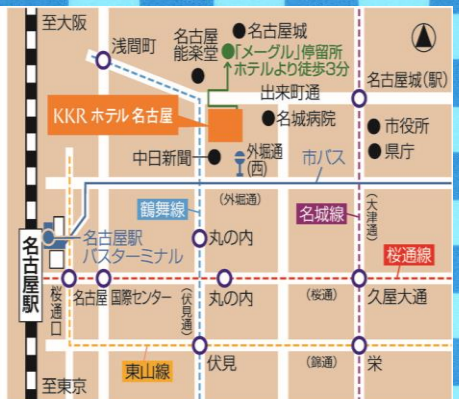 至大阪
浅間町
名古屋
能楽堂
名古屋城
「メーグル」停留所
ホテルより徒歩3分
名古屋城(駅)
出来町通
KKR ホテル 名古屋
名城病院
市役所
県庁
中日新聞
外堀通
(西)
市バス
鶴舞線
(外堀通)
名城線
(大津通)
名古屋駅
バスターミナル
丸の内
桜通線
名古屋駅
桜通口
名古屋 国際センター
(伏見通)
丸の内
(桜通)
久屋大通
東山線
伏見
(錦通)
栄
至東京